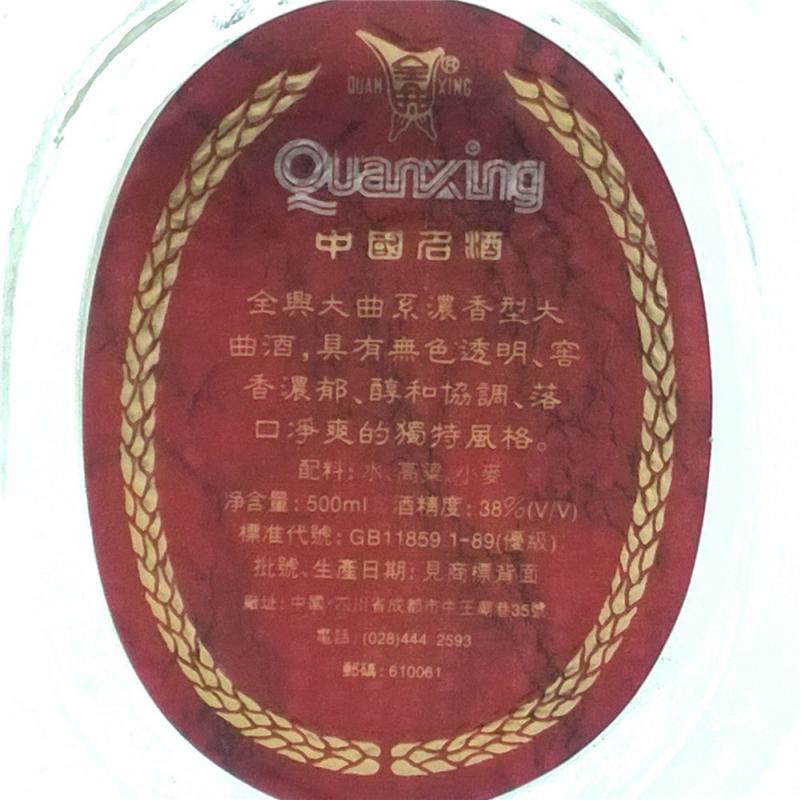 全興
®
QUAN XING
Quanxing
中國名酒
全興大曲系濃香型大
曲酒,具有無色透明、窖
香濃郁、醇和協調、落
口淨爽的獨特風格。
配料:水、高粱、小麥
净含量:500ml 酒精度:38%(V/V)
標准代號:GB11859 1-89(優級)
批號、生產日期:見商標背面
廠址:中國·四川省成都市牛王廟巷35號
電話:(028)444 2593
郵碼:610061